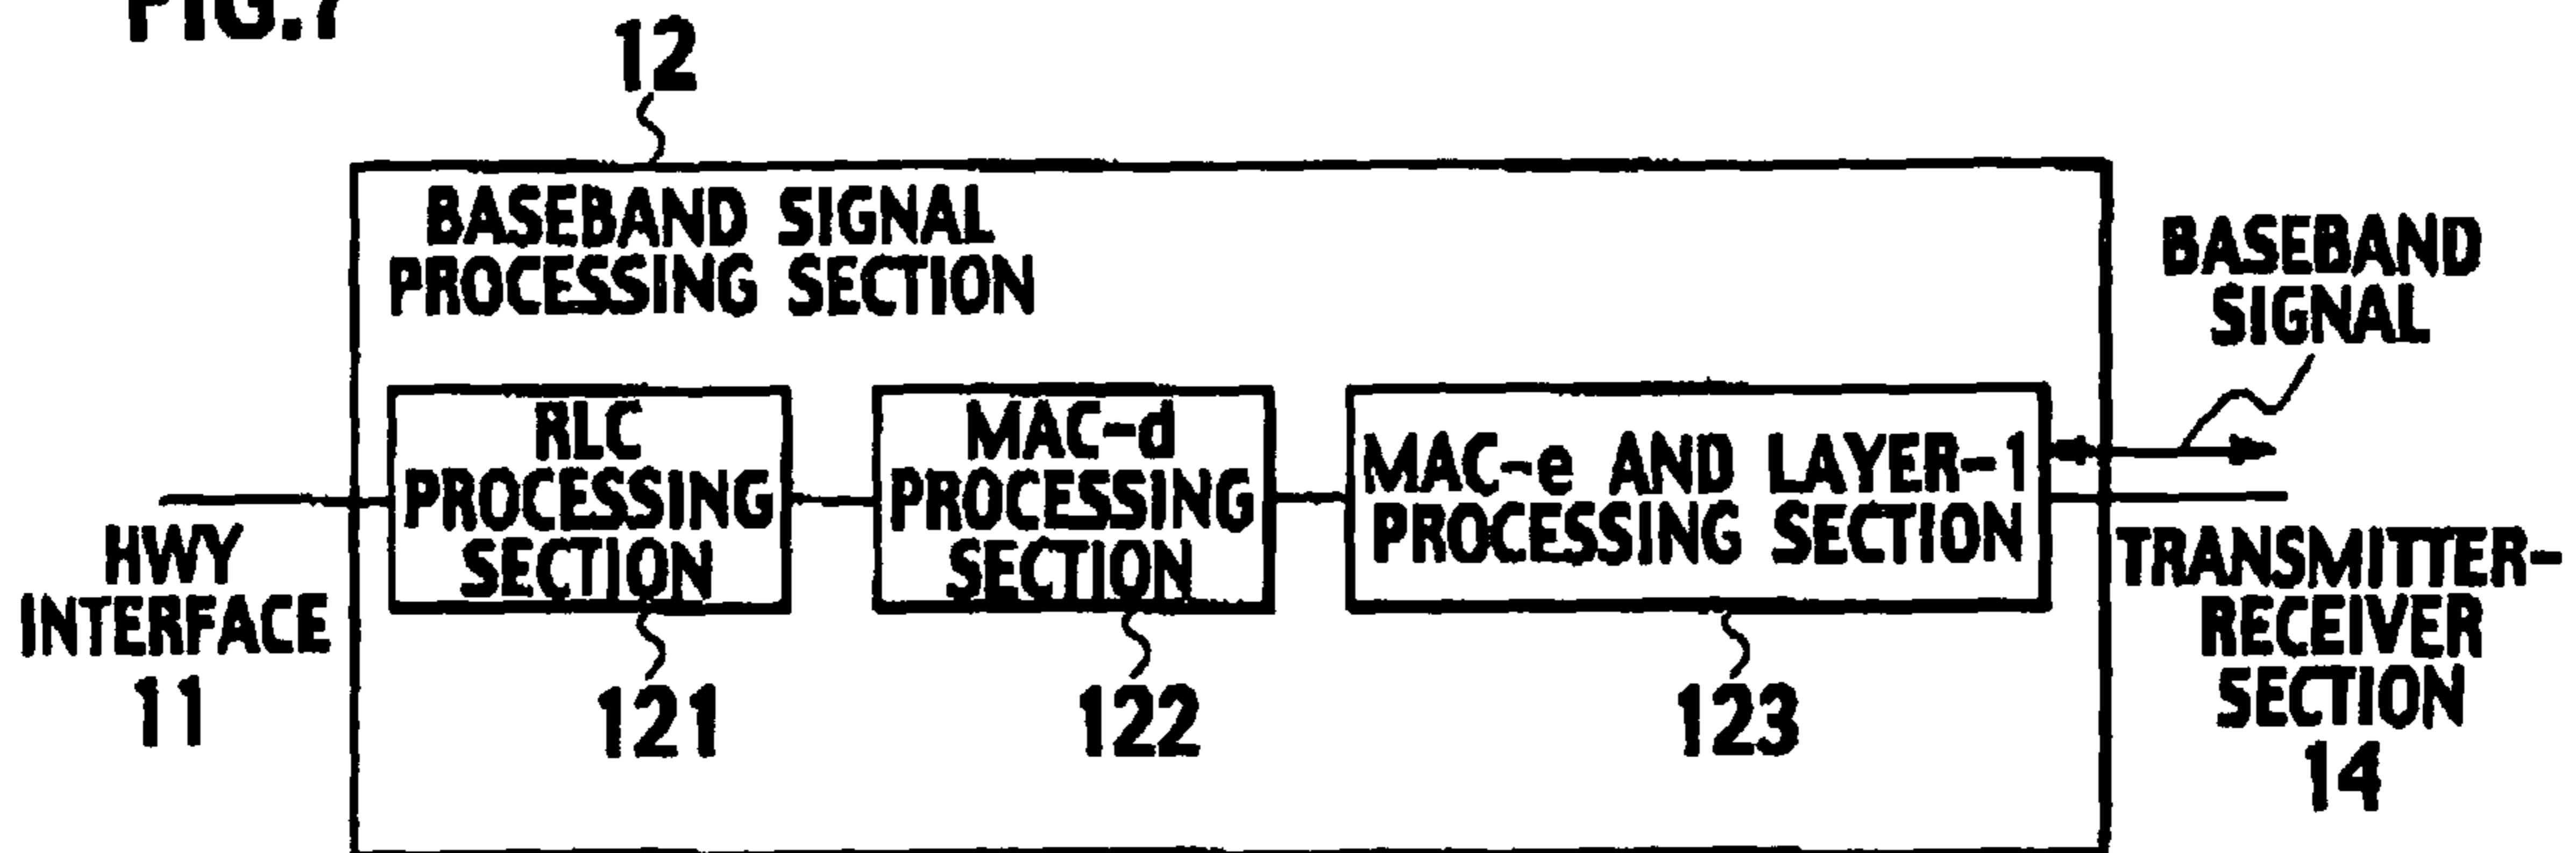 FIG.7
12
BASEBAND SIGNAL
PROCESSING SECTION
BASEBAND
SIGNAL
RLC
PROCESSING
SECTION
MAC-d
PROCESSING
SECTION
MAC-e AND LAYER-1
PROCESSING SECTION
HWY
INTERFACE
11
TRANSMITTER-
RECEIVER
SECTION
14
121
122
123